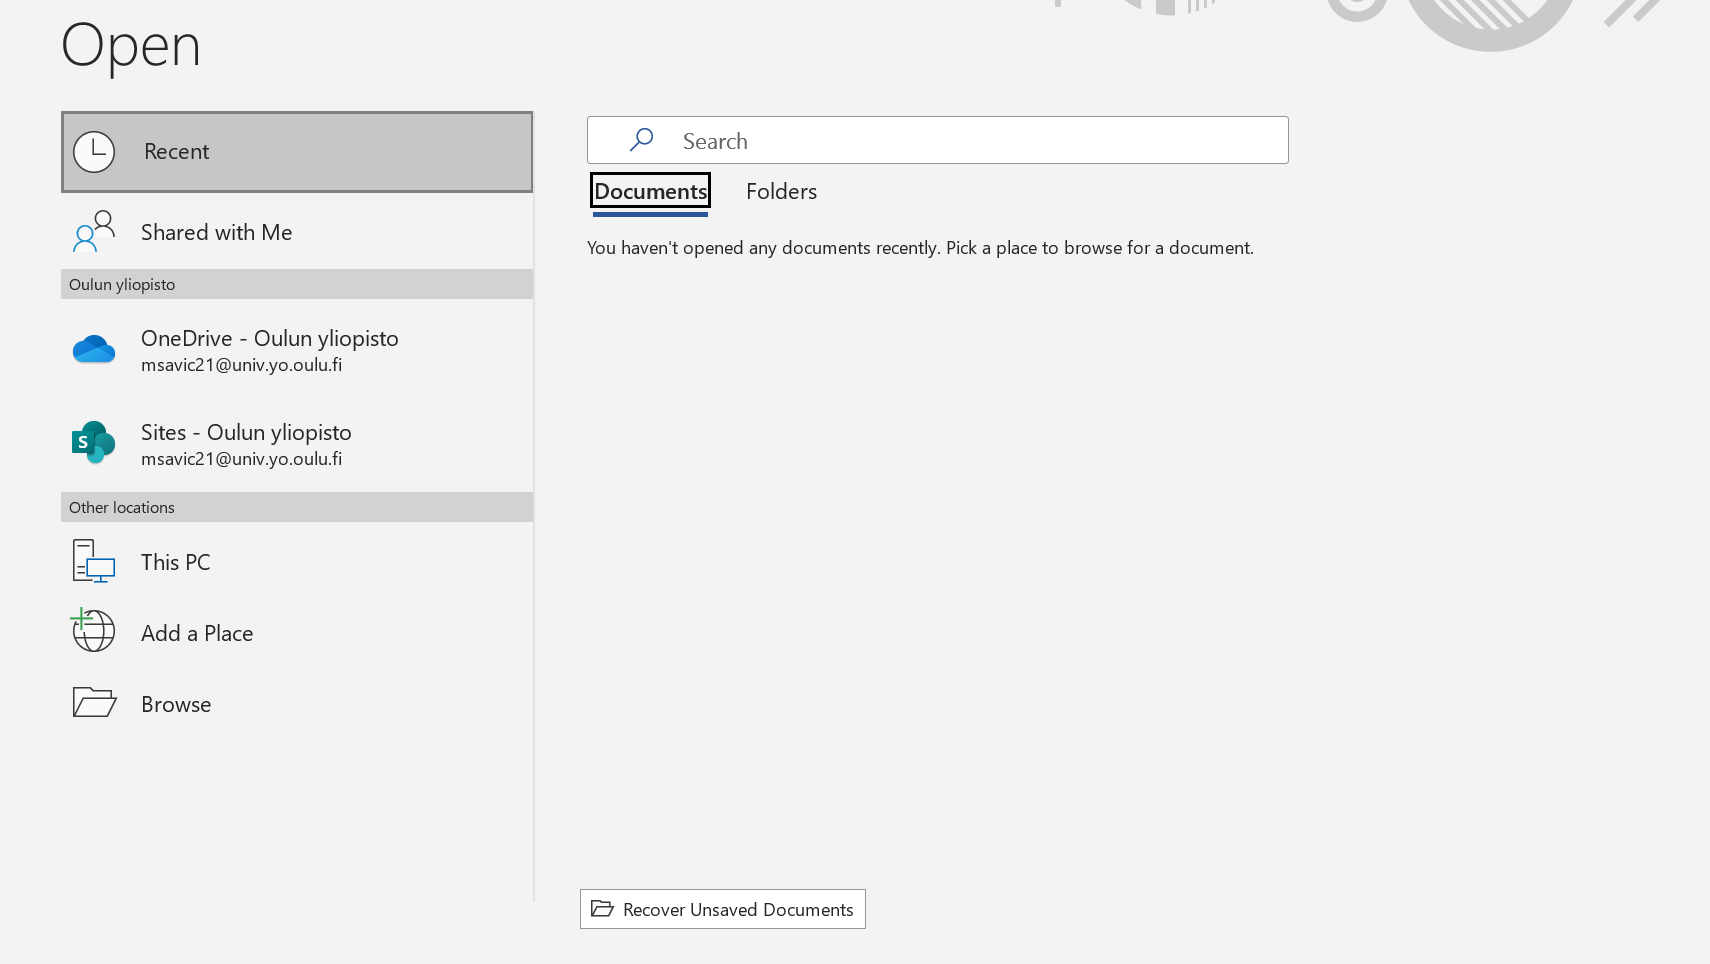 Open
Recent
Shared with Me
Oulun yliopisto
OneDrive - Oulun yliopisto
msavic21@univ.yo.oulu.fi
S
Sites - Oulun yliopisto
msavic21@univ.yo.oulu.fi
Other locations
This PC
Add a Place
Browse
Search
Documents Folders
You haven't opened any documents recently. Pick a place to browse for a document.
Recover Unsaved Documents